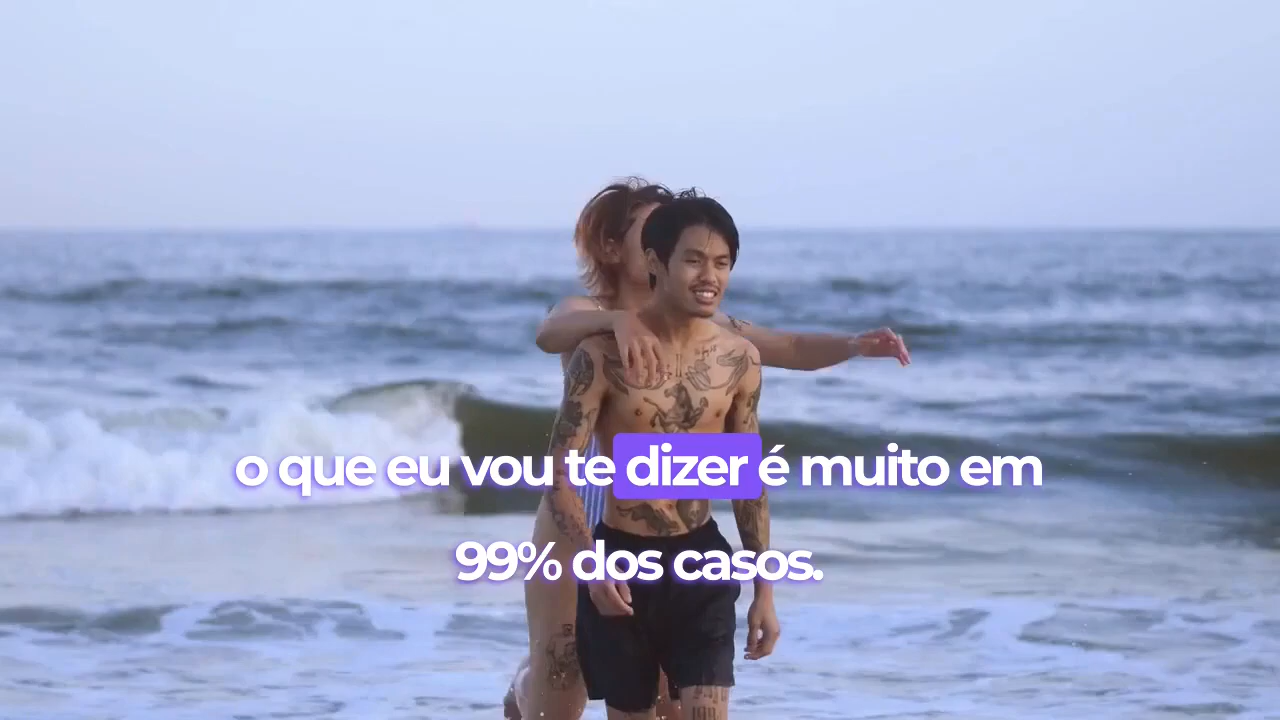 o que eu vou te dizer é muito em
99% dos casos.